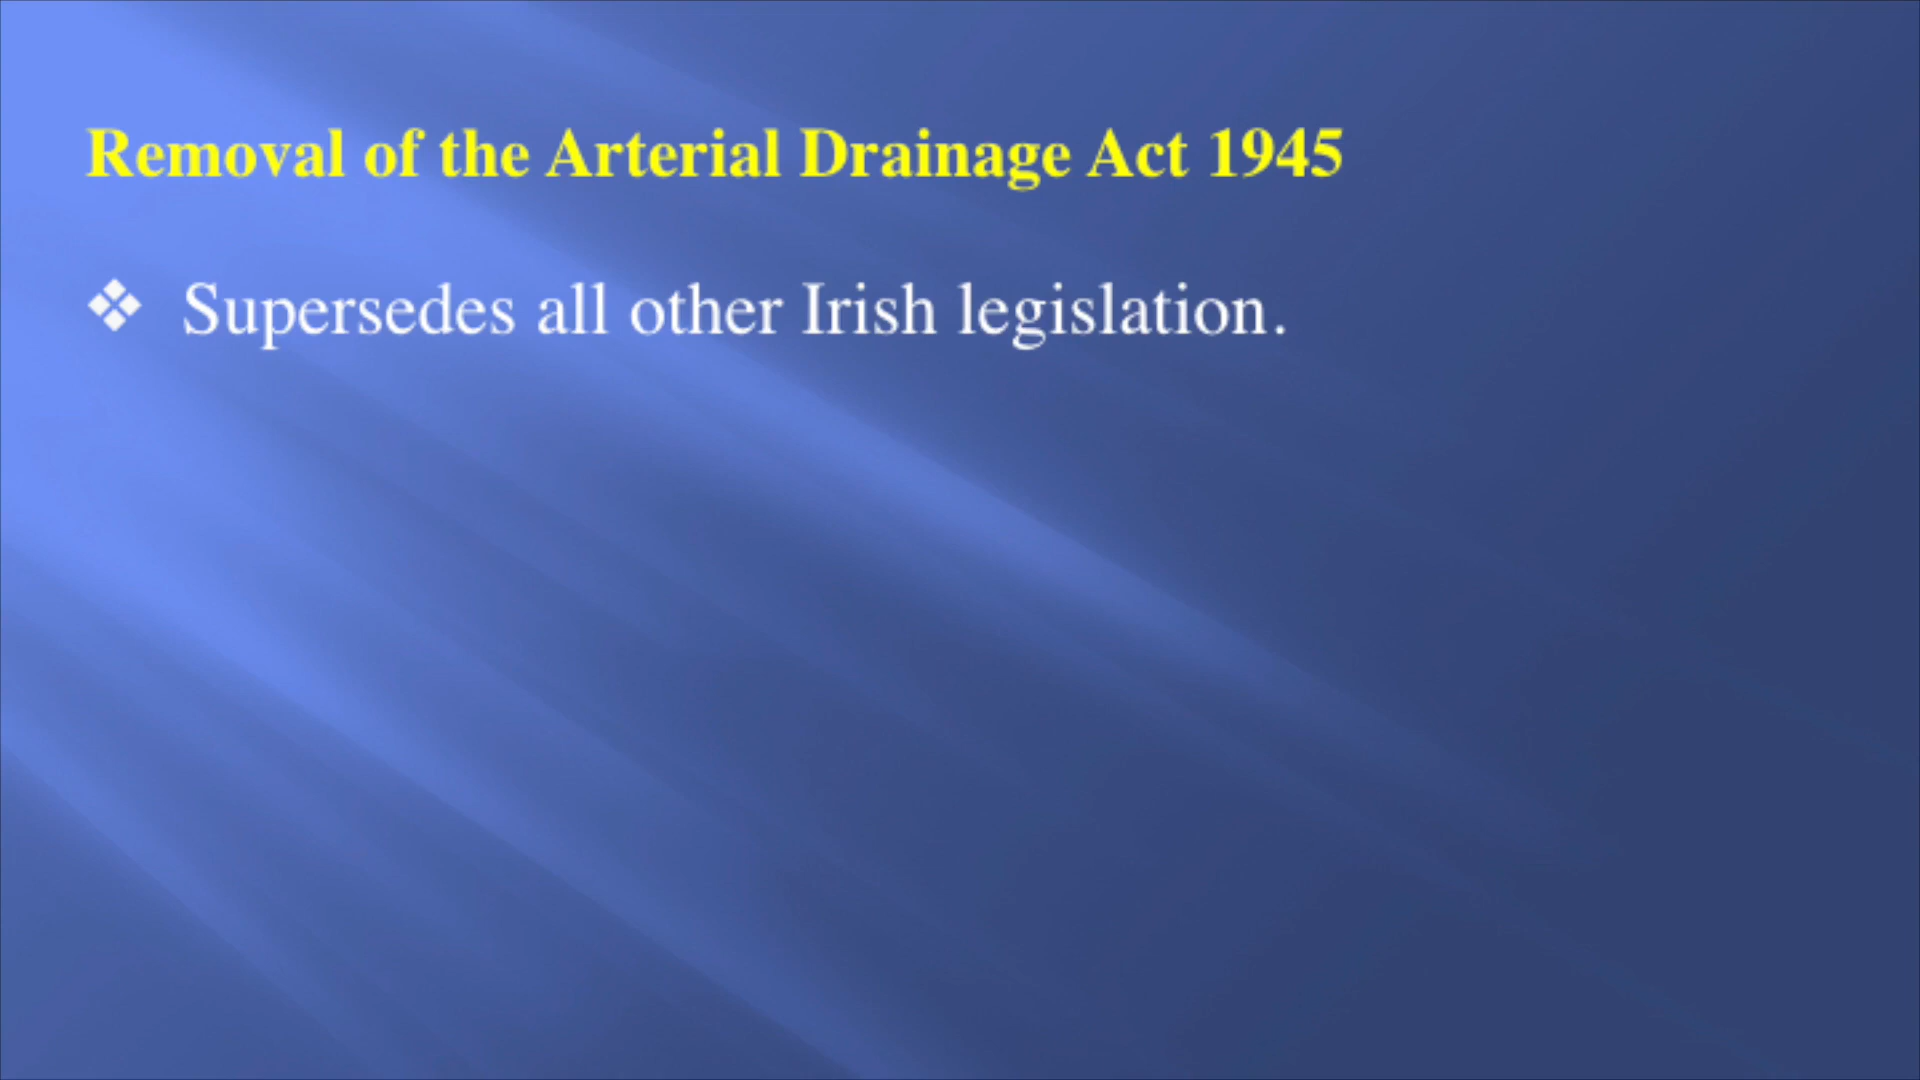 Removal of the Arterial Drainage Act 1945
❖ Supersedes all other Irish legislation.